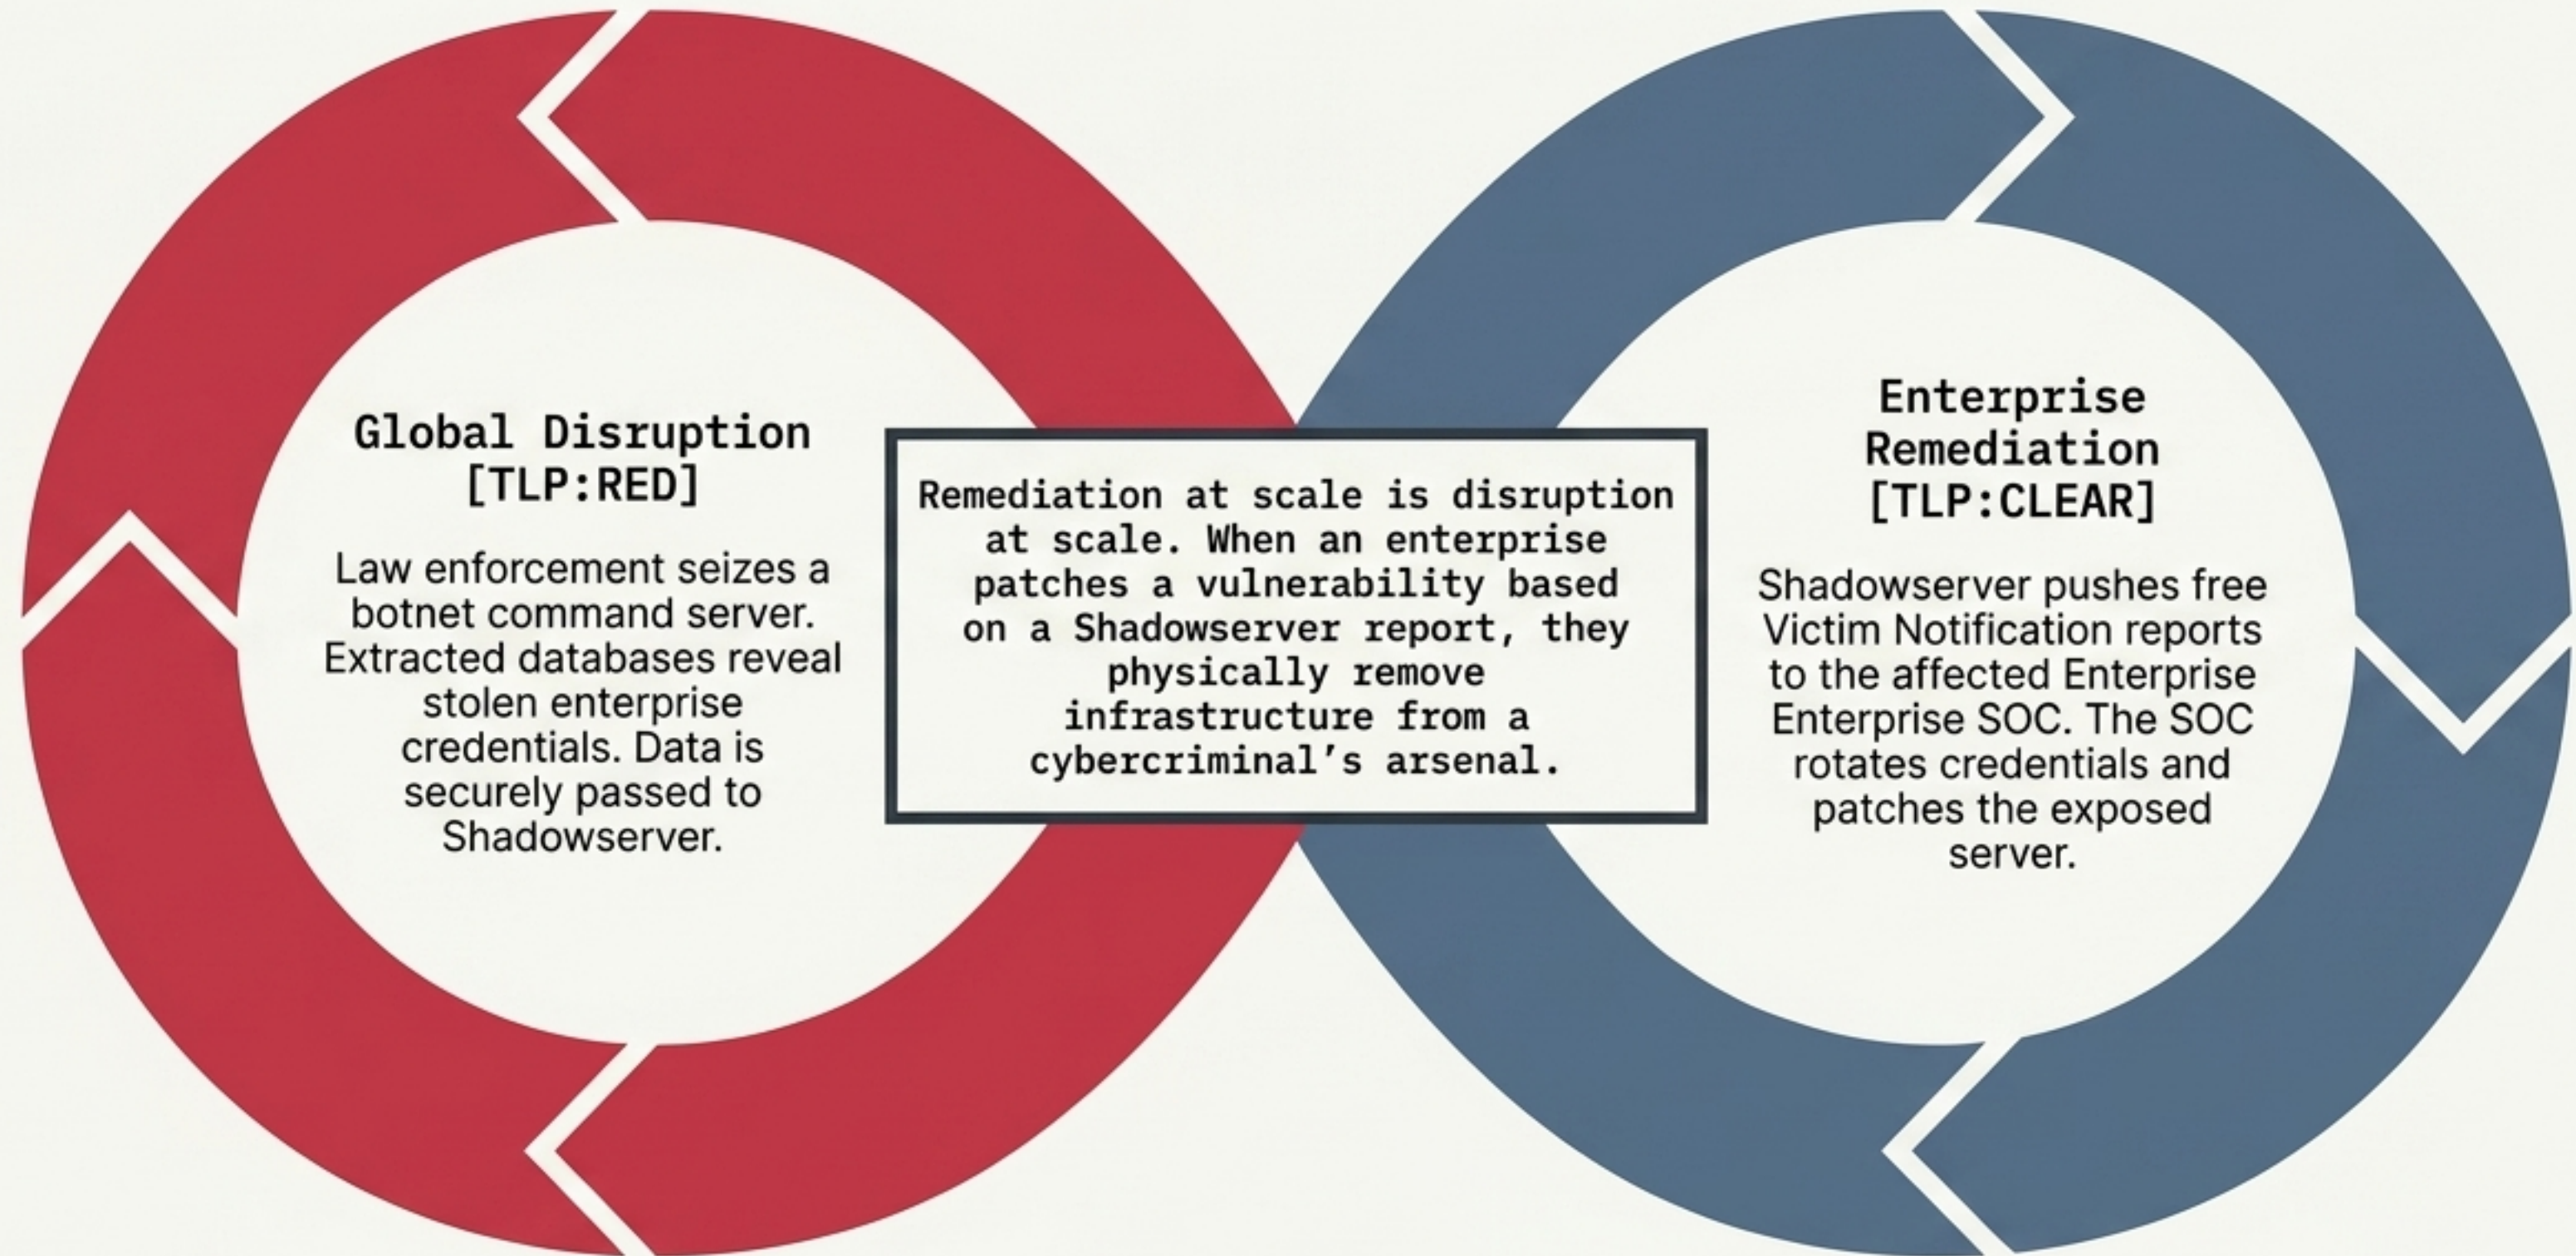 Global Disruption
[TLP:RED]
Law enforcement seizes a
botnet command server.
Extracted databases reveal
stolen enterprise
credentials. Data is
securely passed to
Shadowserver.
Remediation at scale is disruption
at scale. When an enterprise
patches a vulnerability based
on a Shadowserver report, they
physically remove
infrastructure from a
cybercriminal’s arsenal.
Enterprise
Remediation
[TLP:CLEAR]
Shadowserver pushes free
Victim Notification reports
to the affected Enterprise
Enterprise SOC. The SOC
rotates credentials and
patches the exposed
server.